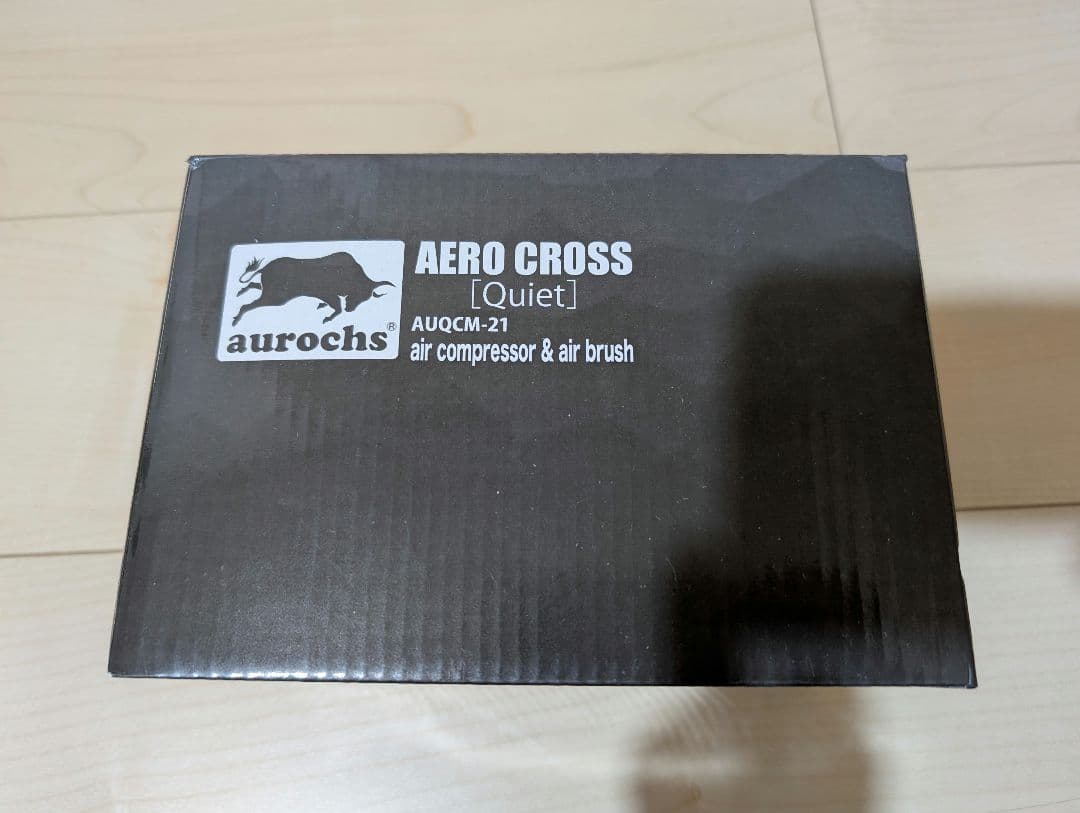 aurochs®
AERO CROSS
[Quiet]
AUQCM-21
air compressor & air brush